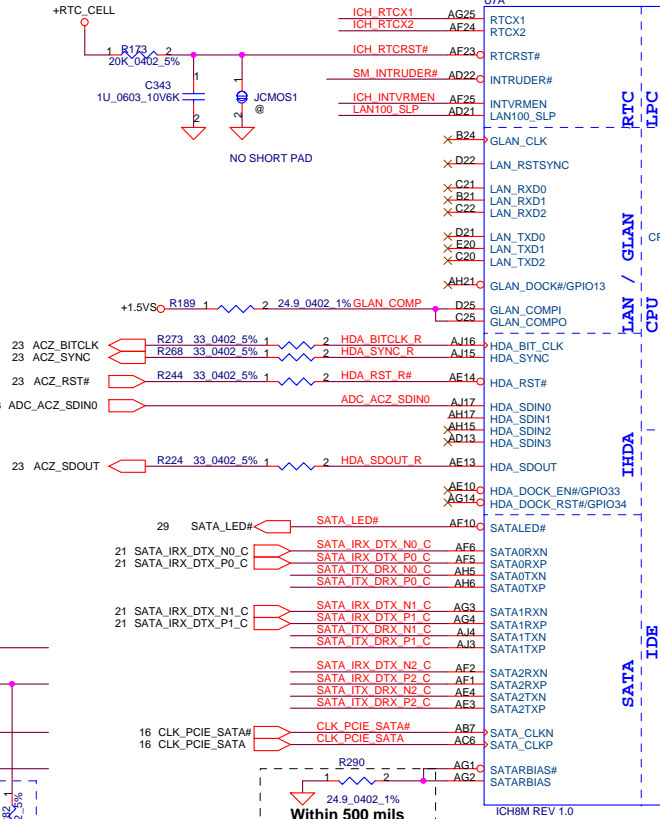 U7A
+RTC_CELL
ICH_RTCX1 AG25 RTCX1
ICH_RTCX2 AF24 RTCX2
1 R173 2 ICH_RTCRST# AF23 RTCRST#
20K_0402_5%
SM_INTRUDER# AD22 INTRUDER#
C343 1 1
1U_0603_10V6K JCMOS1
@
2 2
ICH_INTVRMEN AF25 INTVRMEN
LAN100_SLP AD21 LAN100_SLP
RTC
LPC
NO SHORT PAD
B24 GLAN_CLK
D22 LAN_RSTSYNC
C21 LAN_RXD0
B21 LAN_RXD1
C22 LAN_RXD2
D21 LAN_TXD0
E20 LAN_TXD1
C20 LAN_TXD2
AH21 GLAN_DOCK#/GPIO13
LAN / GLAN
CPU
+1.5VS R189 1 2 24.9_0402_1% GLAN_COMP D25 GLAN_COMPI
C25 GLAN_COMPO
23 ACZ_BITCLK R273 33_0402_5% 1 2 HDA_BITCLK_R AJ16 HDA_BIT_CLK
23 ACZ_SYNC R268 33_0402_5% 1 2 HDA_SYNC_R AJ15 HDA_SYNC
23 ACZ_RST# R244 33_0402_5% 1 2 HDA_RST_R# AE14 HDA_RST#
ADC_ACZ_SDIN0 ADC_ACZ_SDIN0 AJ17 HDA_SDIN0
AH17 HDA_SDIN1
AH15 HDA_SDIN2
AD13 HDA_SDIN3
IHDA
23 ACZ_SDOUT R224 33_0402_5% 1 2 HDA_SDOUT_R AE13 HDA_SDOUT
AE10 HDA_DOCK_EN#/GPIO33
AG14 HDA_DOCK_RST#/GPIO34
29 SATA_LED# SATA_LED# AF10 SATALED#
21 SATA_IRX_DTX_N0_C SATA_IRX_DTX_N0_C AF6 SATA0RXN
21 SATA_IRX_DTX_P0_C SATA_IRX_DTX_P0_C AF5 SATA0RXP
SATA_ITX_DRX_N0_C AH5 SATA0TXN
SATA_ITX_DRX_P0_C AH6 SATA0TXP
21 SATA_IRX_DTX_N1_C SATA_IRX_DTX_N1_C AG3 SATA1RXN
21 SATA_IRX_DTX_P1_C SATA_IRX_DTX_P1_C AG4 SATA1RXP
SATA_ITX_DRX_N1_C AJ4 SATA1TXN
SATA_ITX_DRX_P1_C AJ3 SATA1TXP
SATA_IRX_DTX_N2_C AF2 SATA2RXN
SATA_IRX_DTX_P2_C AF1 SATA2RXP
SATA_ITX_DRX_N2_C AE4 SATA2TXN
SATA_ITX_DRX_P2_C AE3 SATA2TXP
SATA
IDE
16 CLK_PCIE_SATA# CLK_PCIE_SATA# AB7 SATA_CLKN
16 CLK_PCIE_SATA CLK_PCIE_SATA AC6 SATA_CLKP
R290 AG1 SATARBIAS#
1 2 AG2 SATARBIAS
24.9_0402_1%
Within 500 mils
ICH8M REV 1.0